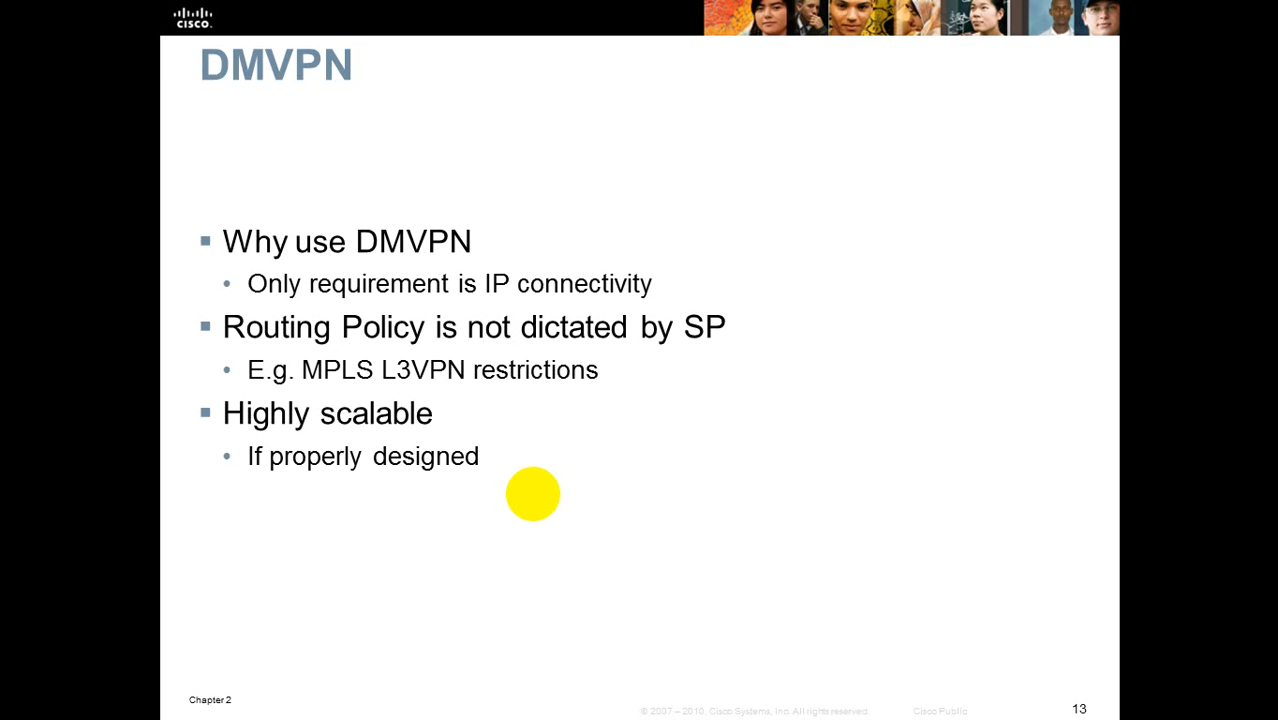 CISCO.
DMVPN
Why use DMVPN
Only requirement is IP connectivity
Routing Policy is not dictated by SP
E.g. MPLS L3VPN restrictions
Highly scalable
If properly designed
Chapter 2
© 2007 – 2010, Cisco Systems, Inc. All rights reserved.
Cisco Public
13